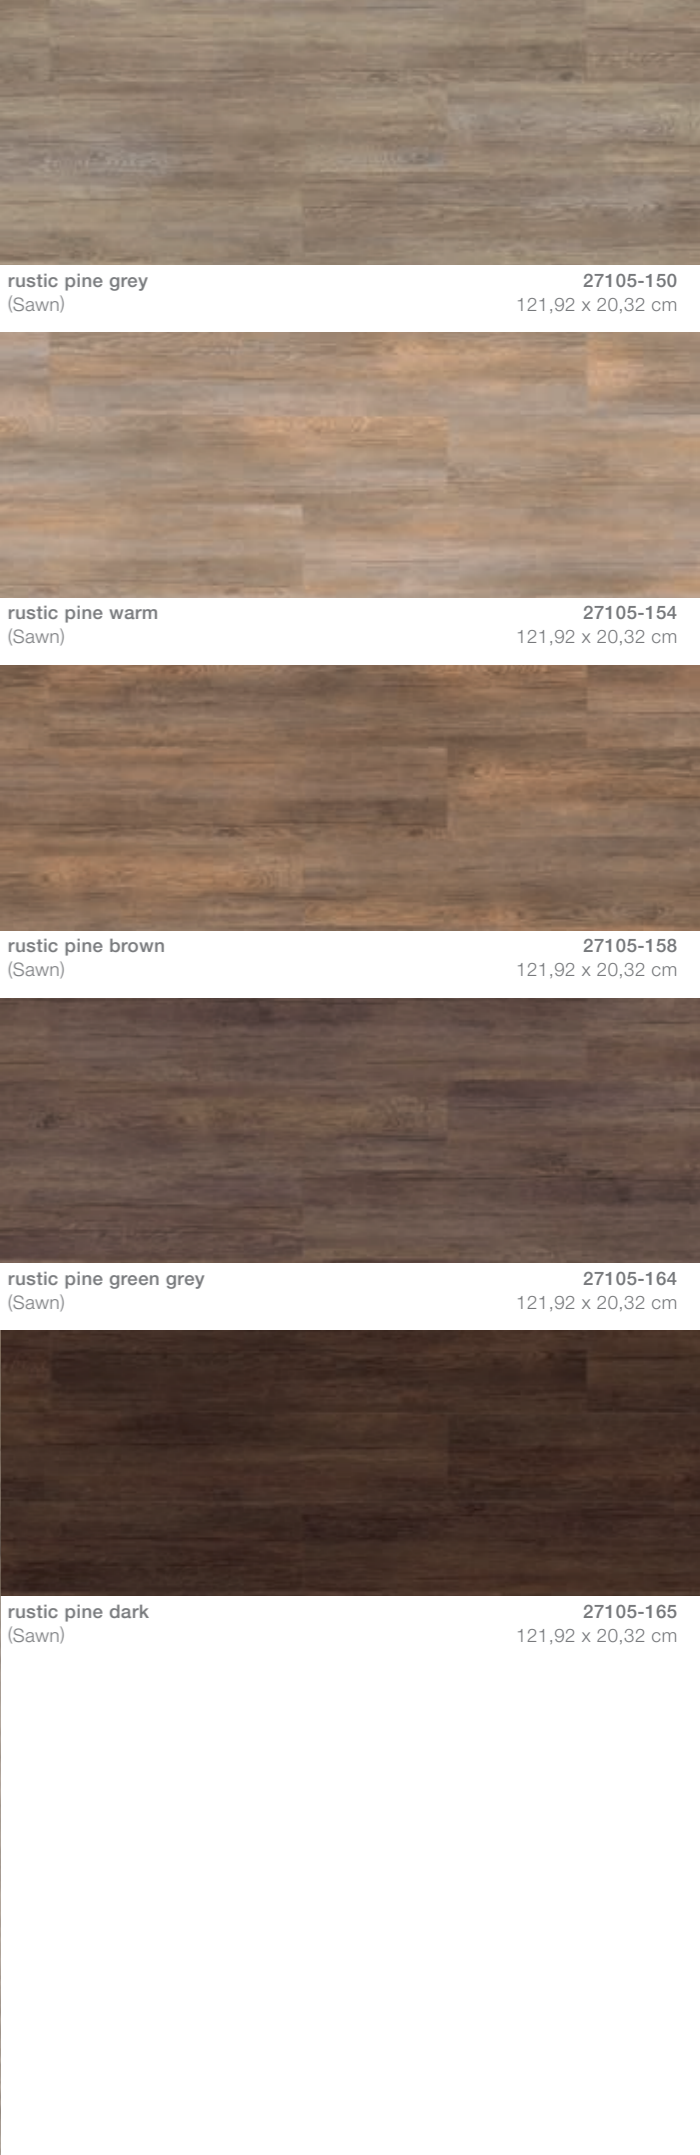 rustic pine grey 27105-150
(Sawn) 121,92 x 20,32 cm
rustic pine warm 27105-154
(Sawn) 121,92 x 20,32 cm
rustic pine brown 27105-158
(Sawn) 121,92 x 20,32 cm
rustic pine green grey 27105-164
(Sawn) 121,92 x 20,32 cm
rustic pine dark 27105-165
(Sawn) 121,92 x 20,32 cm